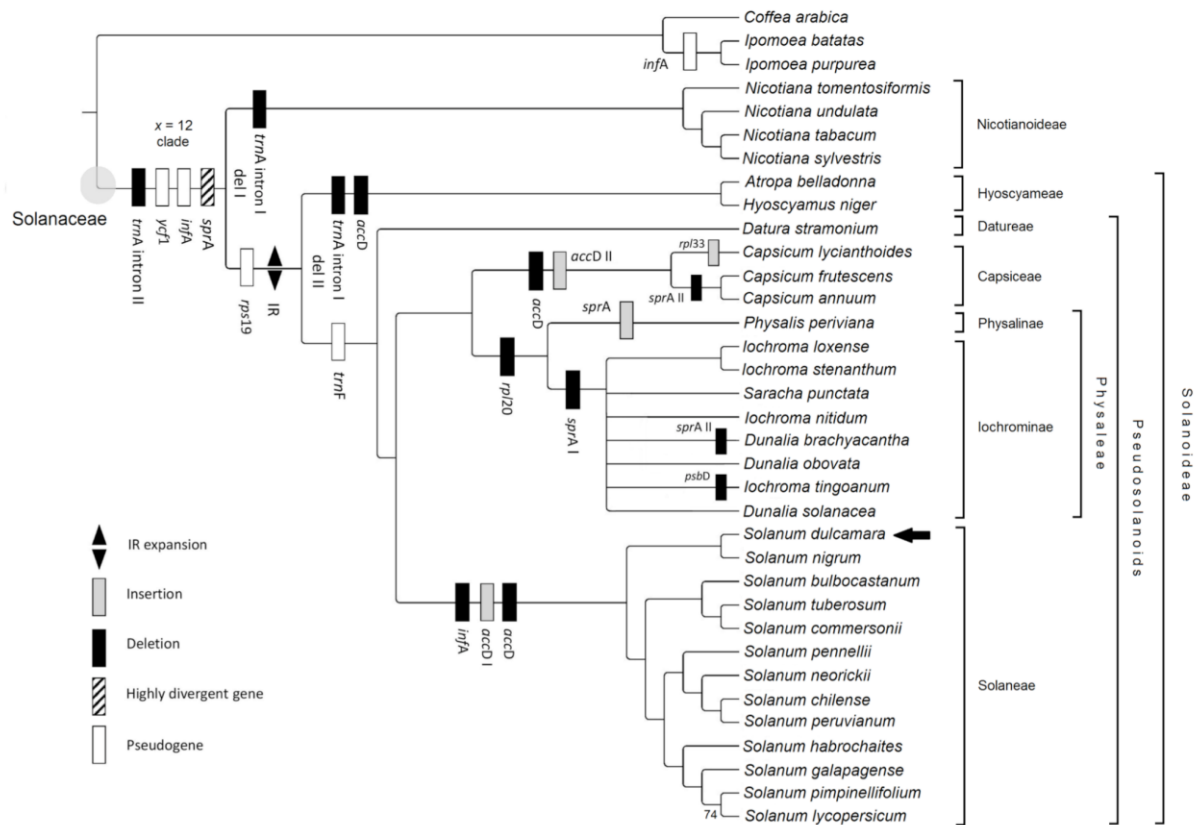 Coffea arabica
Ipomoea batatas
infA
Ipomoea purpurea
Nicotiana tomentosiformis
Nicotiana undulata
Nicotiana tabacum
Nicotiana sylvestris
Nicotianoideae
x = 12
clade
Solanaceae
trnA intron II
ycf1
infA
sprA
trnA intron I
del I
rps19
IR
trnA intron I
del II
accD
trnF
Atropa belladonna
Hyoscyamus niger
Hyoscyameae
Datura stramonium
Datureae
accD
accD II
rpl33
Capsicum lycianthoides
Capsicum frutescens
sprA II
Capsicum annuum
Capsiceae
rpl20
sprA
Physalis periviana
Physalinae
sprA I
Iochroma loxense
Iochroma stenanthum
Saracha punctata
Iochroma nitidum
sprA II
Dunalia brachyacantha
Dunalia obovata
psbD
Iochroma tingoanum
Dunalia solanacea
Iochrominae
Physaleae
Pseudosolanoids
Solanoideae
infA
accD I
accD
Solanum dulcamara
Solanum nigrum
Solanum bulbocastanum
Solanum tuberosum
Solanum commersonii
Solanum pennellii
Solanum neorickii
Solanum chilense
Solanum peruvianum
Solanum habrochaites
Solanum galapagense
Solanum pimpinellifolium
74
Solanum lycopersicum
Solaneae
IR expansion
Insertion
Deletion
Highly divergent gene
Pseudogene